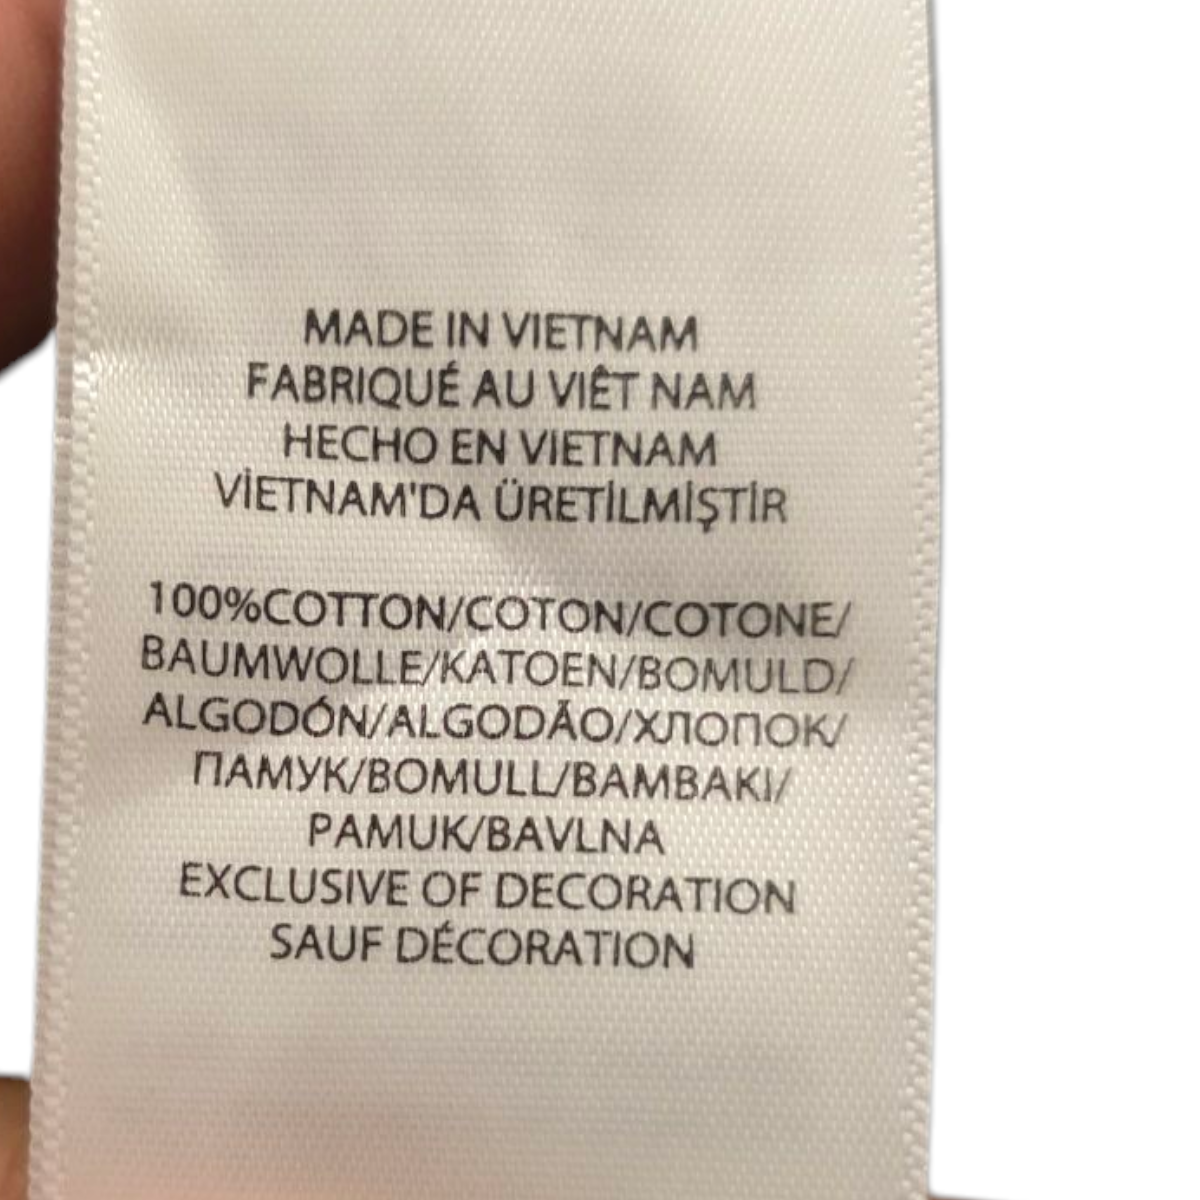 MADE IN VIETNAM
FABRIQUÉ AU VIÊT NAM
HECHO EN VIETNAM
VİETNAM'DA ÜRETİLMİŞTİR
100%COTTON/COTON/COTONE/
BAUMWOLLE/KATOEN/BOMULD/
ALGODÓN/ALGODÃO/ХЛОПОК/
ПАМУК/BOMULL/BAMBAKI/
PAMUK/BAVLNA
EXCLUSIVE OF DECORATION
SAUF DÉCORATION